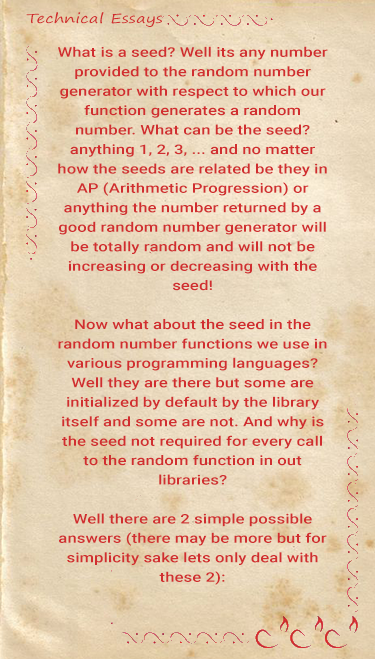 Technical Essays
What is a seed? Well its any number
provided to the random number
generator with respect to which our
function generates a random
number. What can be the seed?
anything 1, 2, 3, ... and no matter
how the seeds are related be they in
AP (Arithmetic Progression) or
anything the number returned by a
good random number generator will
be totally random and will not be
increasing or decreasing with the
seed!
Now what about the seed in the
random number functions we use in
various programming languages?
Well they are there but some are
initialized by default by the library
itself and some are not. And why is
the seed not required for every call
to the random function in out
libraries?
Well there are 2 simple possible
answers (there may be more but for
simplicity sake lets only deal with
these 2):